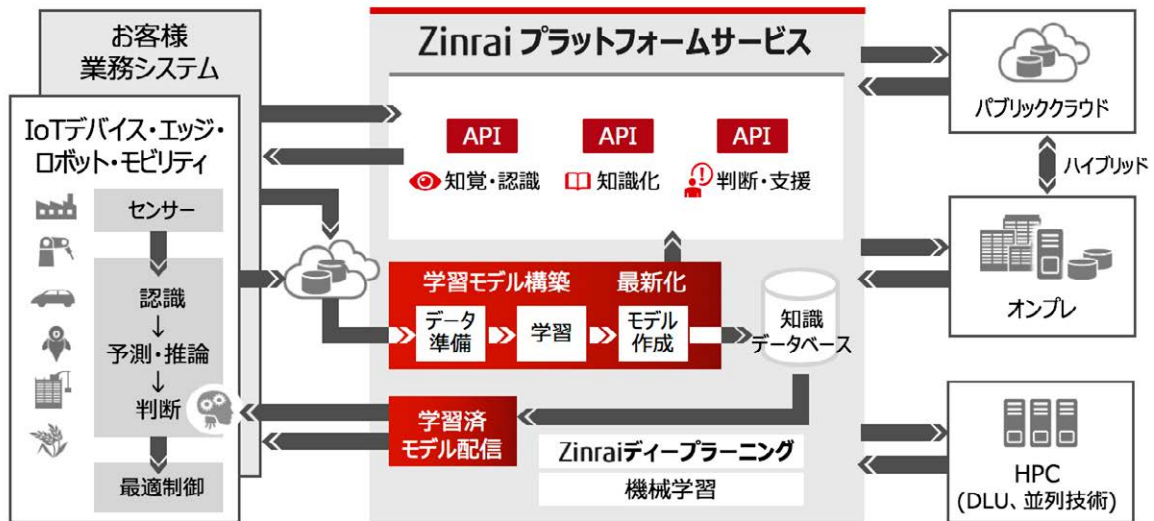 お客様
業務システム
IoTデバイス・エッジ・
ロボット・モビリティ
センサー
認識
↓
予測・推論
↓
判断
最適制御
Zinrai プラットフォームサービス
API
知覚・認識
API
知識化
API
判断・支援
学習モデル構築
最新化
データ
準備
学習
モデル
作成
知識
データベース
学習済
モデル配信
Zinraiディープラーニング
機械学習
パブリッククラウド
ハイブリッド
オンプレ
HPC
(DLU、並列技術)